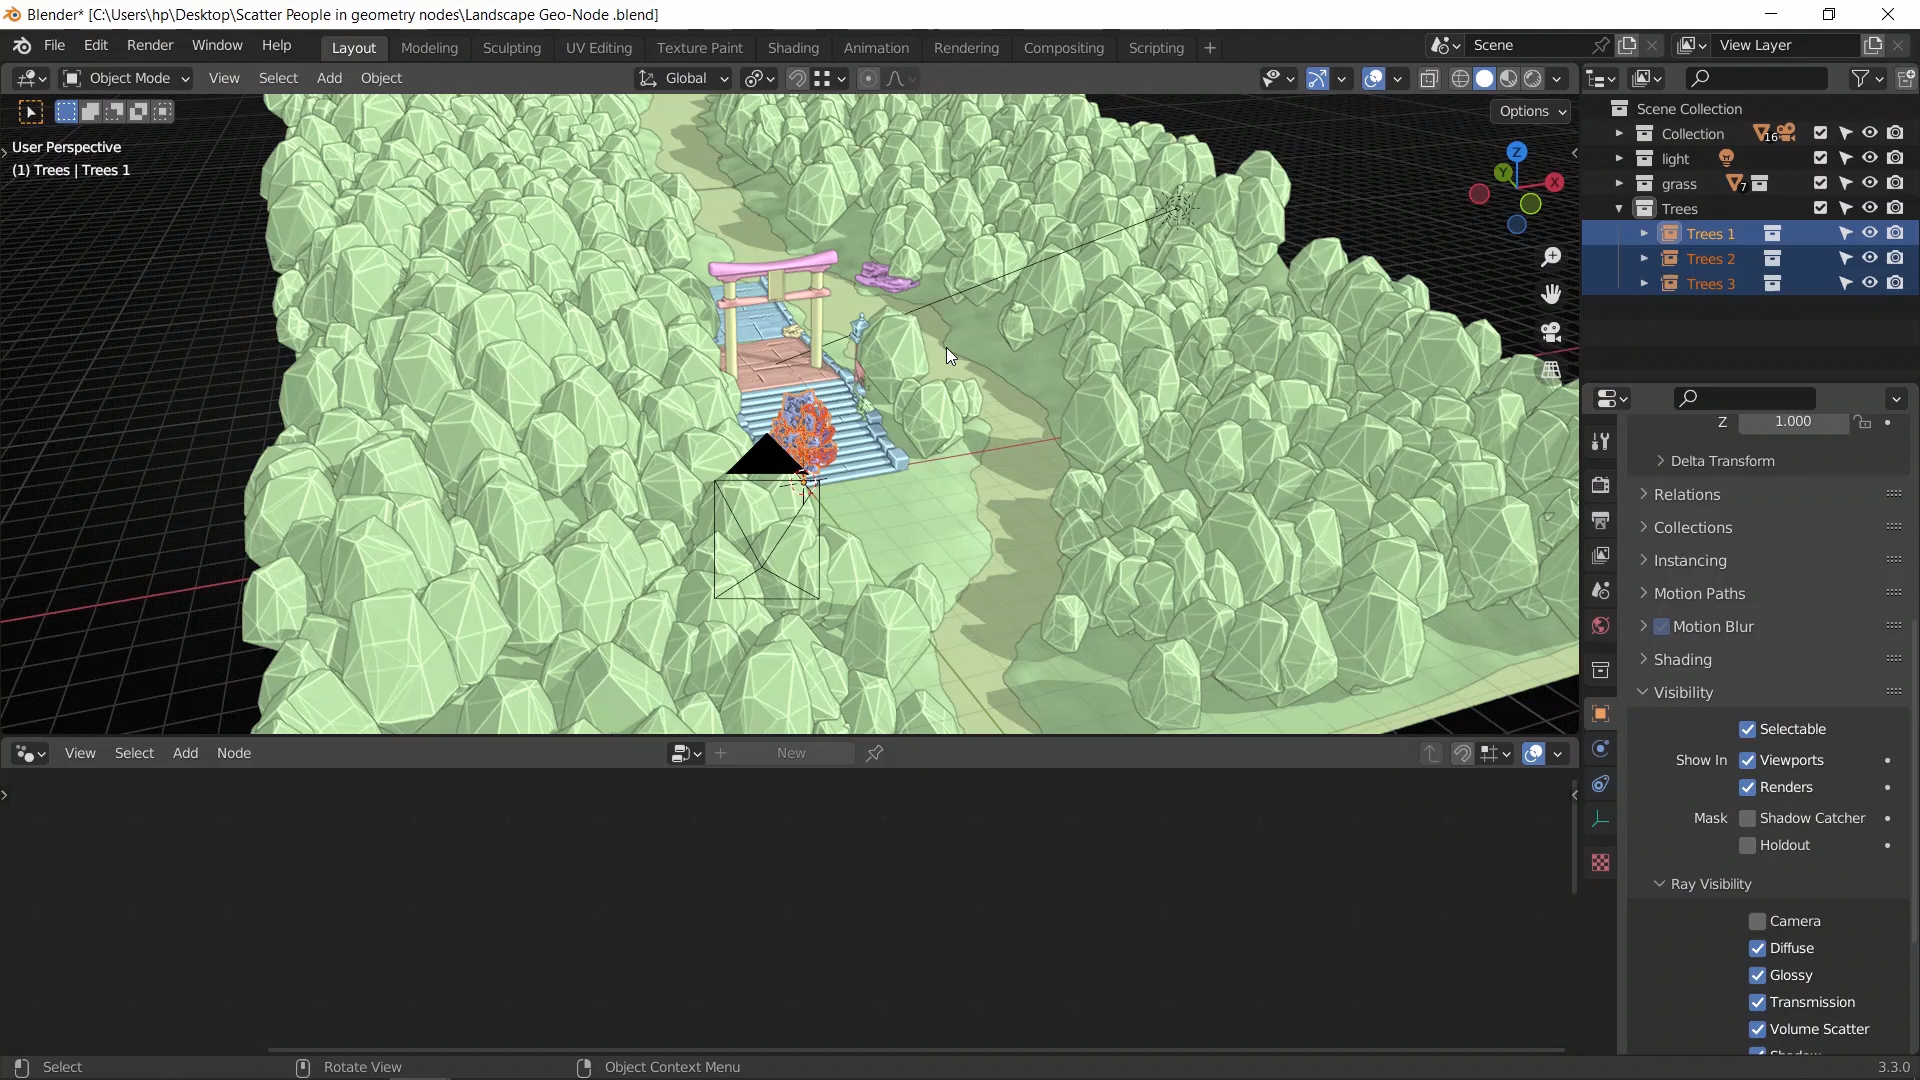 Blender* [C:\Users\hp\Desktop\Scatter People in geometry nodes\Landscape Geo-Node .blend]
File Edit Render Window Help Layout Modeling Sculpting UV Editing Texture Paint Shading Animation Rendering Compositing Scripting + Scene View Layer
Object Mode View Select Add Object Global
Options
User Perspective
(1) Trees | Trees 1
Z
Y
X
Scene Collection
Collection 16
light
grass 7
Trees
Trees 1
Trees 2
Trees 3
Z 1.000
Delta Transform
Relations
Collections
Instancing
Motion Paths
Motion Blur
Shading
Visibility
Selectable
Show In Viewports
Renders
Mask Shadow Catcher
Holdout
Ray Visibility
Camera
Diffuse
Glossy
Transmission
Volume Scatter
Shadow
View Select Add Node New
Select Rotate View Object Context Menu 3.3.0